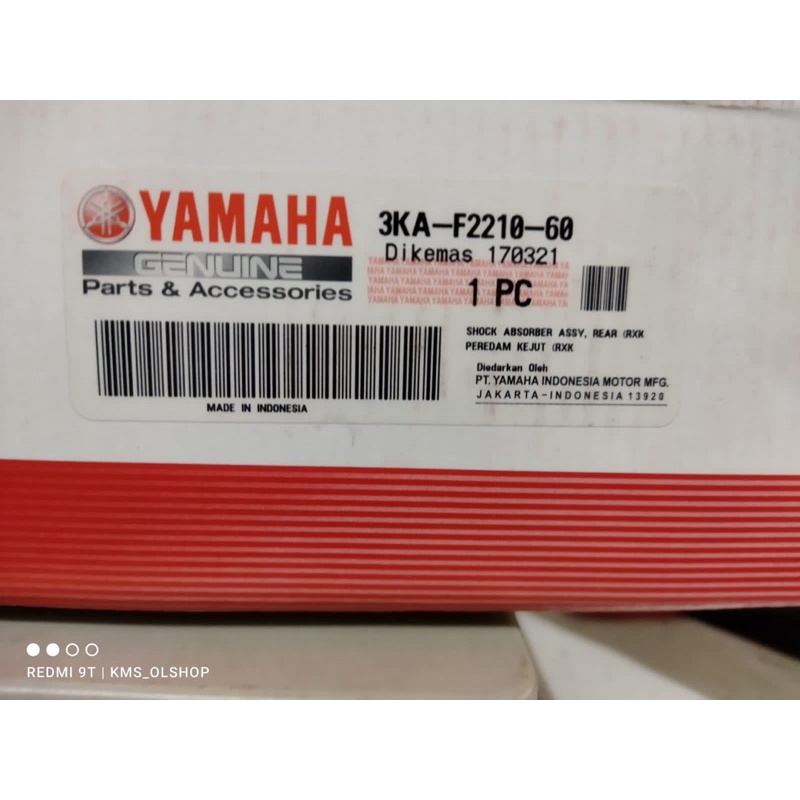 YAMAHA
GENUINE
Parts & Accessories
3KA-F2210-60
Dikemas 170321
1 PC
SHOCK ABSORBER ASSY, REAR (RXK
PEREDAM KEJUT (RXK
Diedarkan Oleh
PT. YAMAHA INDONESIA MOTOR MFG.
JAKARTA-INDONESIA 13920
MADE IN INDONESIA
REDMI 9T | KMS_OLSHOP